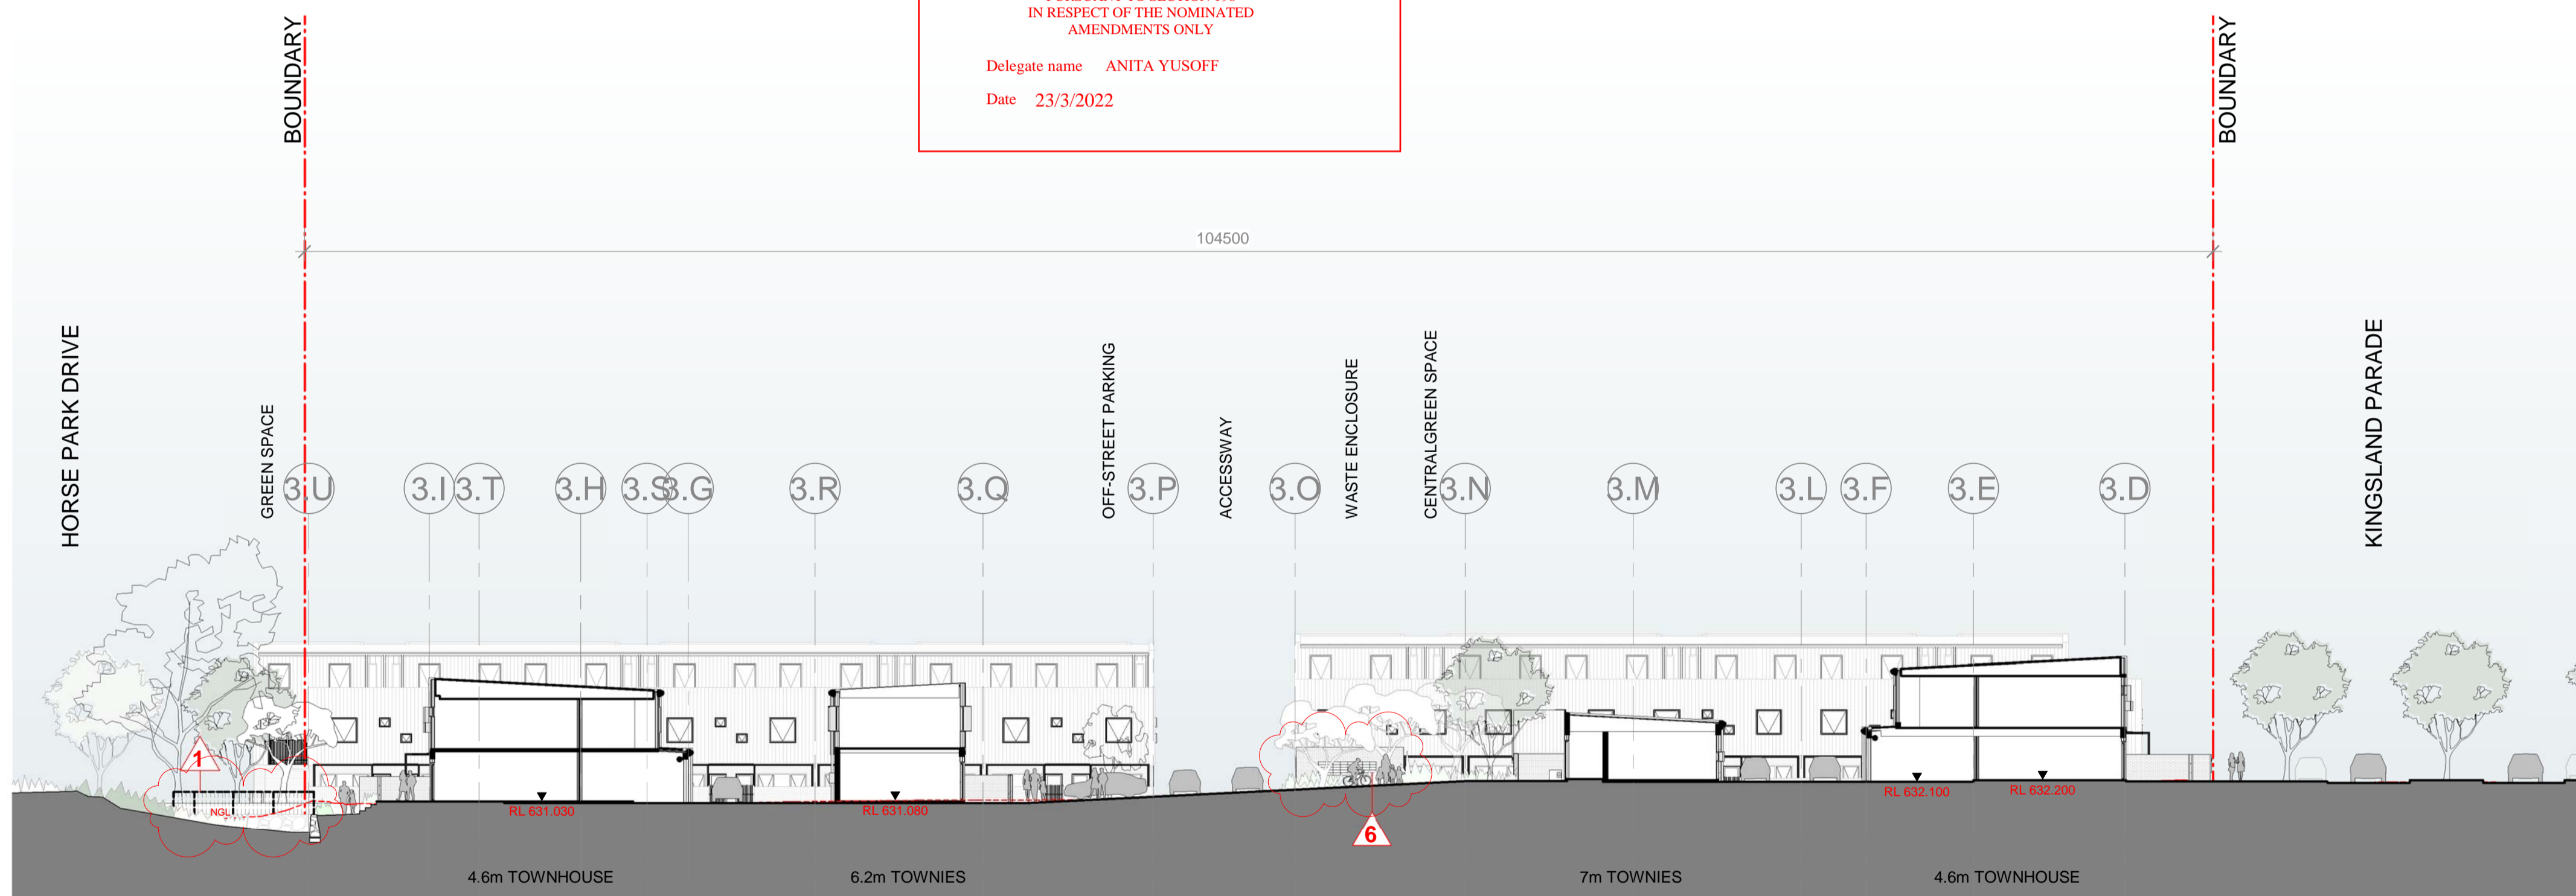 IN RESPECT OF THE NOMINATED
AMENDMENTS ONLY
Delegate name ANITA YUSOFF
Date 23/3/2022
BOUNDARY
BOUNDARY
104500
HORSE PARK DRIVE
GREEN SPACE
OFF-STREET PARKING
ACCESSWAY
WASTE ENCLOSURE
CENTRALGREEN SPACE
KINGSLAND PARADE
3.U
3.I
3.T
3.H
3.S
3.G
3.R
3.Q
3.P
3.O
3.N
3.M
3.L
3.F
3.E
3.D
1
NGL
RL 631.030
RL 631.080
6
RL 632.100
RL 632.200
4.6m TOWNHOUSE
6.2m TOWNIES
7m TOWNIES
4.6m TOWNHOUSE